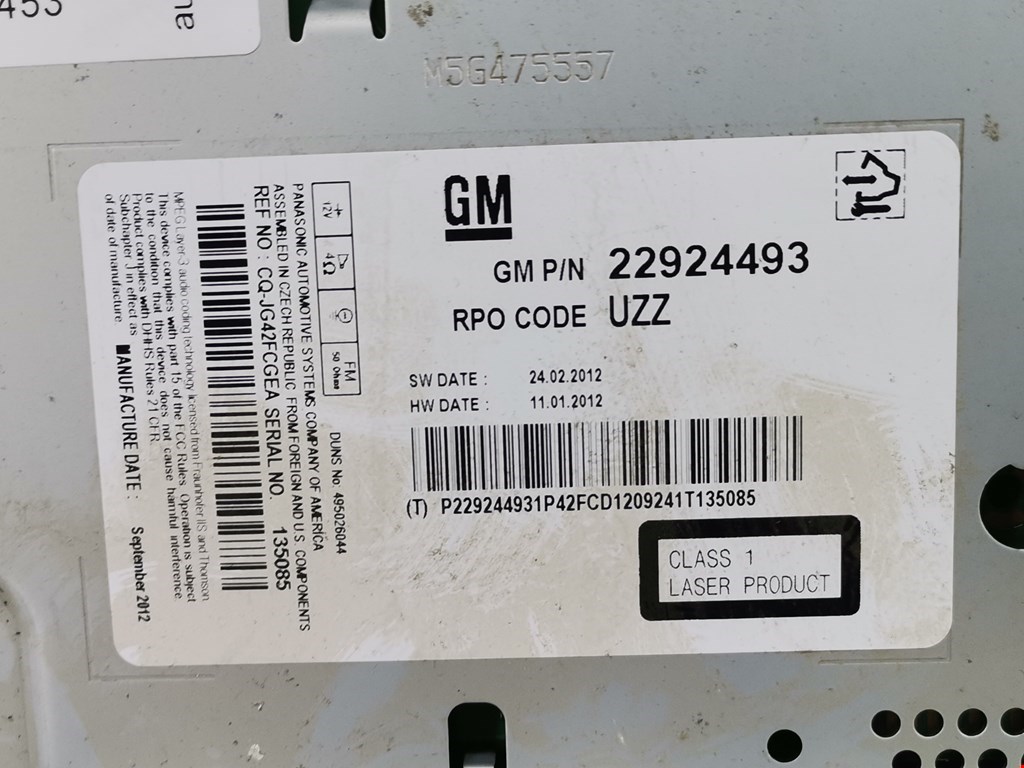 453
M5G475557
GM
GM P/N 22924493
RPO CODE UZZ
SW DATE : 24.02.2012
HW DATE : 11.01.2012
(T) P229244931P42FCD1209241T135085
CLASS 1
LASER PRODUCT
+ 12V
4Ω
FM 50 Ohm
DUNS No. 495026044
PANASONIC AUTOMOTIVE SYSTEMS COMPANY OF AMERICA
ASSEMBLED IN CZECH REPUBLIC FROM FOREIGN AND U.S. COMPONENTS
REF NO : CQ-JG42FCGEA SERIAL NO. 135085
MPEG Layer-3 audio coding technology licensed from Fraunhofer IIS and Thomson
This device complies with part 15 of the FCC Rules. Operation is subject
to the condition that this device does not cause harmful interference.
Product complies with DHHS Rules 21 CFR
Subchapter J in effect as
of date of manufacture.
MANUFACTURE DATE : September 2012